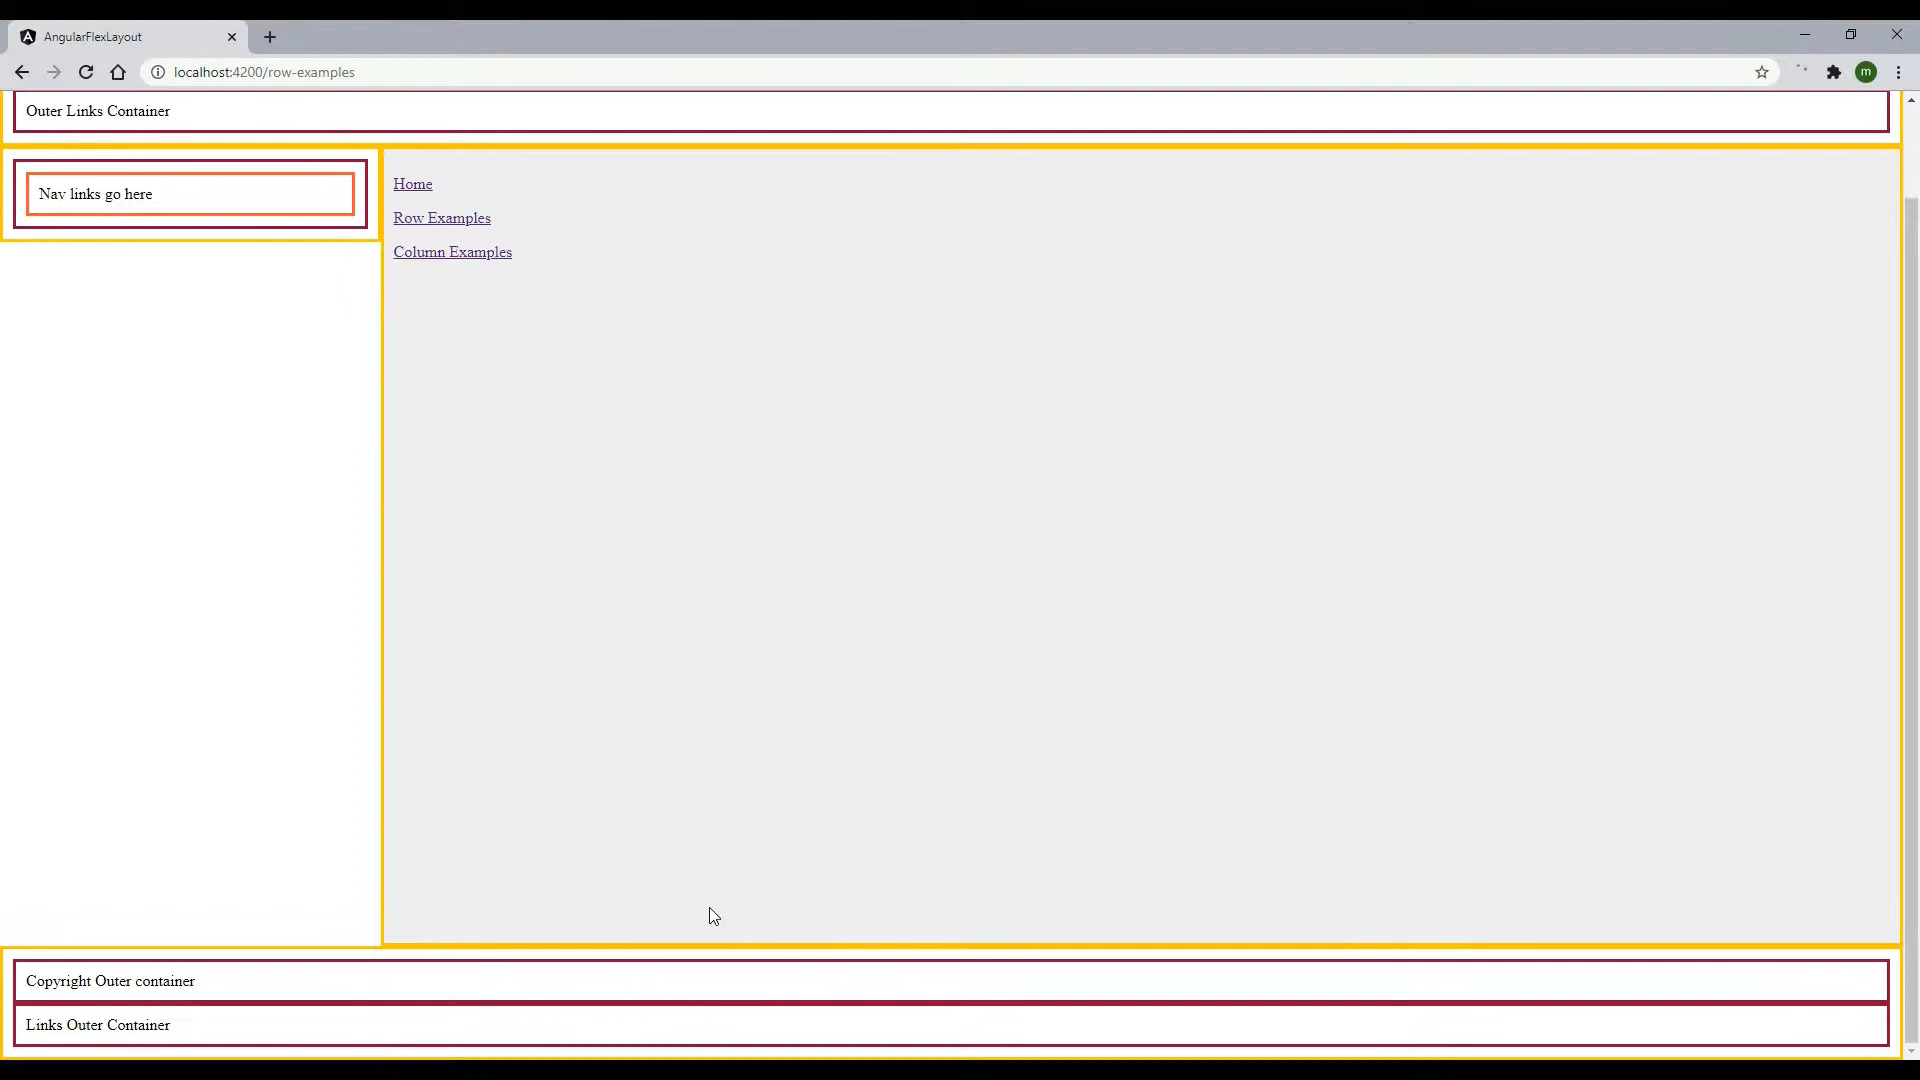 AngularFlexLayout
localhost:4200/row-examples
m
Outer Links Container
Nav links go here
Home
Row Examples
Column Examples
Copyright Outer container
Links Outer Container